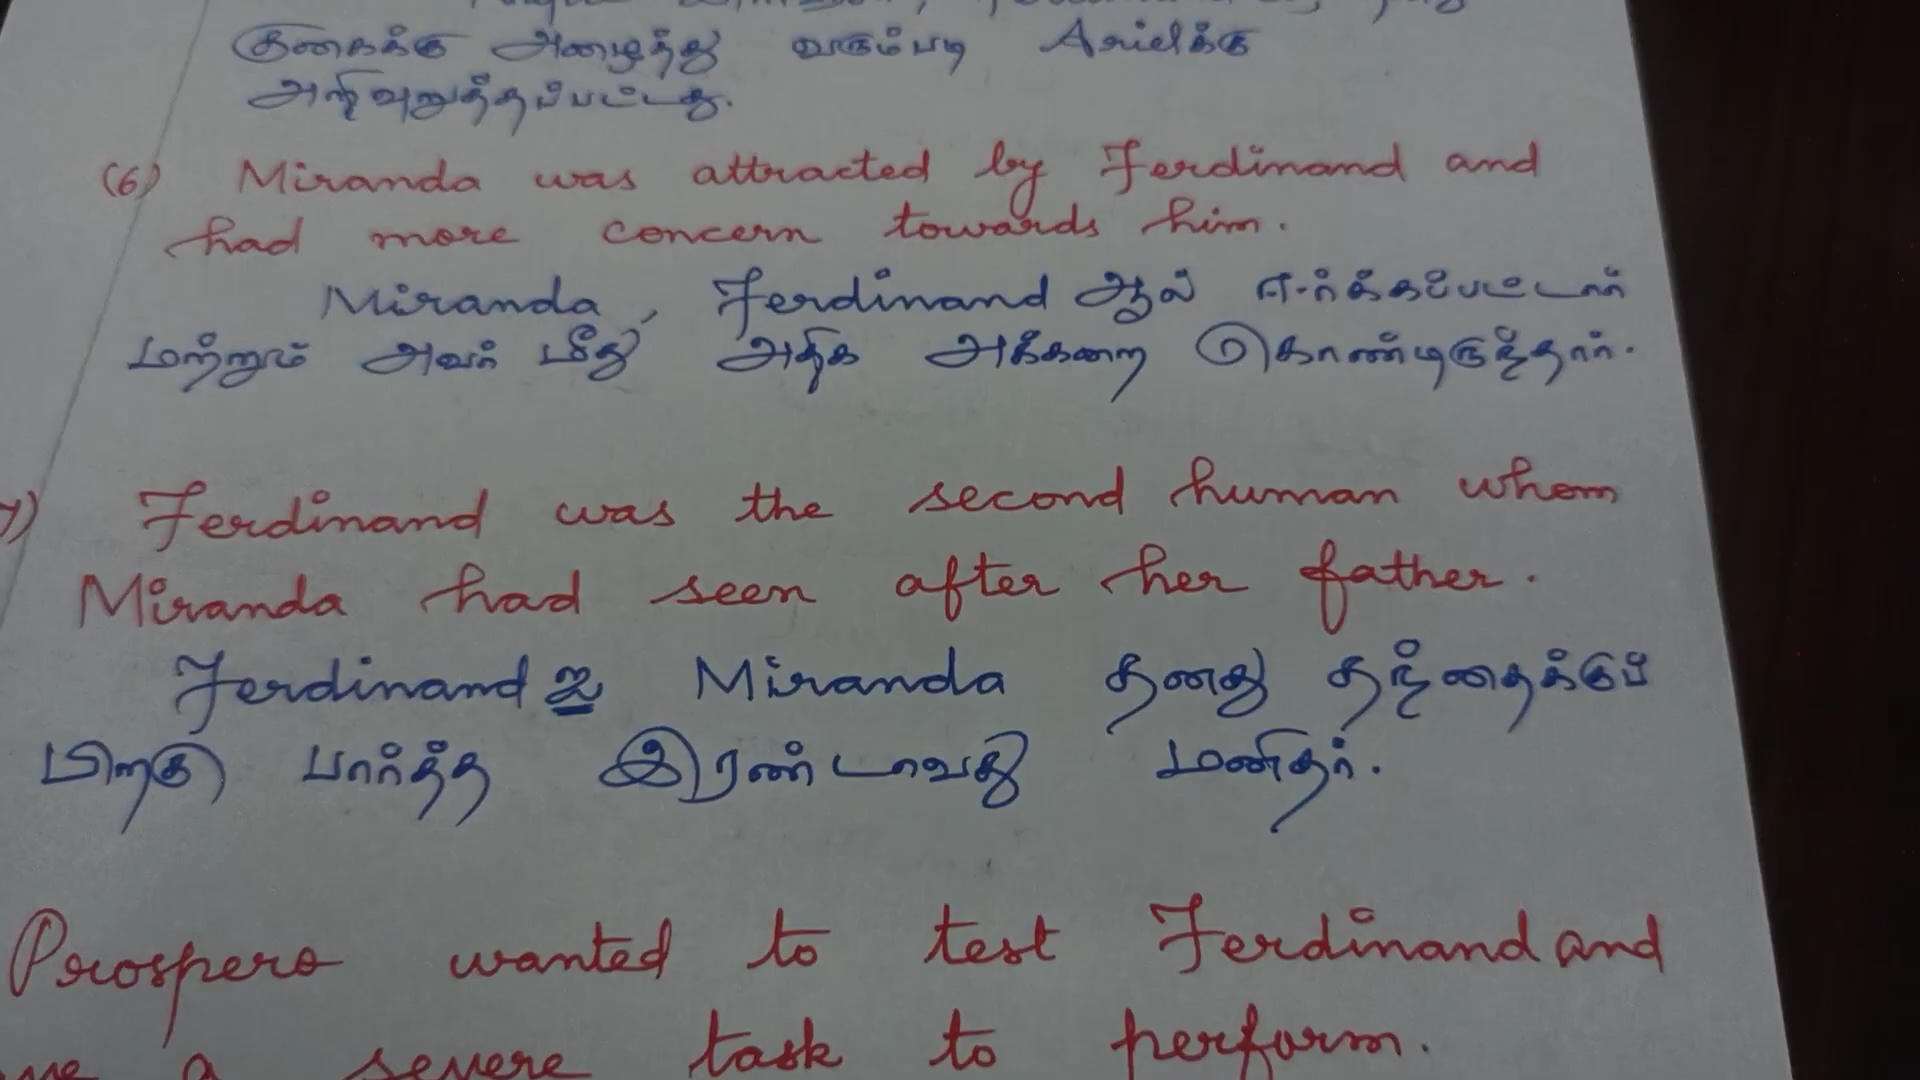 குகைக்கு அழைத்து வரும்படி Arielக்கு
அறிவுறுத்தப்பட்டது.
(6) Miranda was attracted by Ferdinand and
had more concern towards him.
Miranda, Ferdinand ஆல் ஈர்க்கப்பட்டார்
மற்றும் அவர் மீது அதிக அக்கறை கொண்டிருந்தார்.
7) Ferdinand was the second human whom
Miranda had seen after her father.
Ferdinand ஐ Miranda தனது தந்தைக்குப்
பிறகு பார்த்த இரண்டாவது மனிதர்.
Prospero wanted to test Ferdinand and
a severe task to perform.